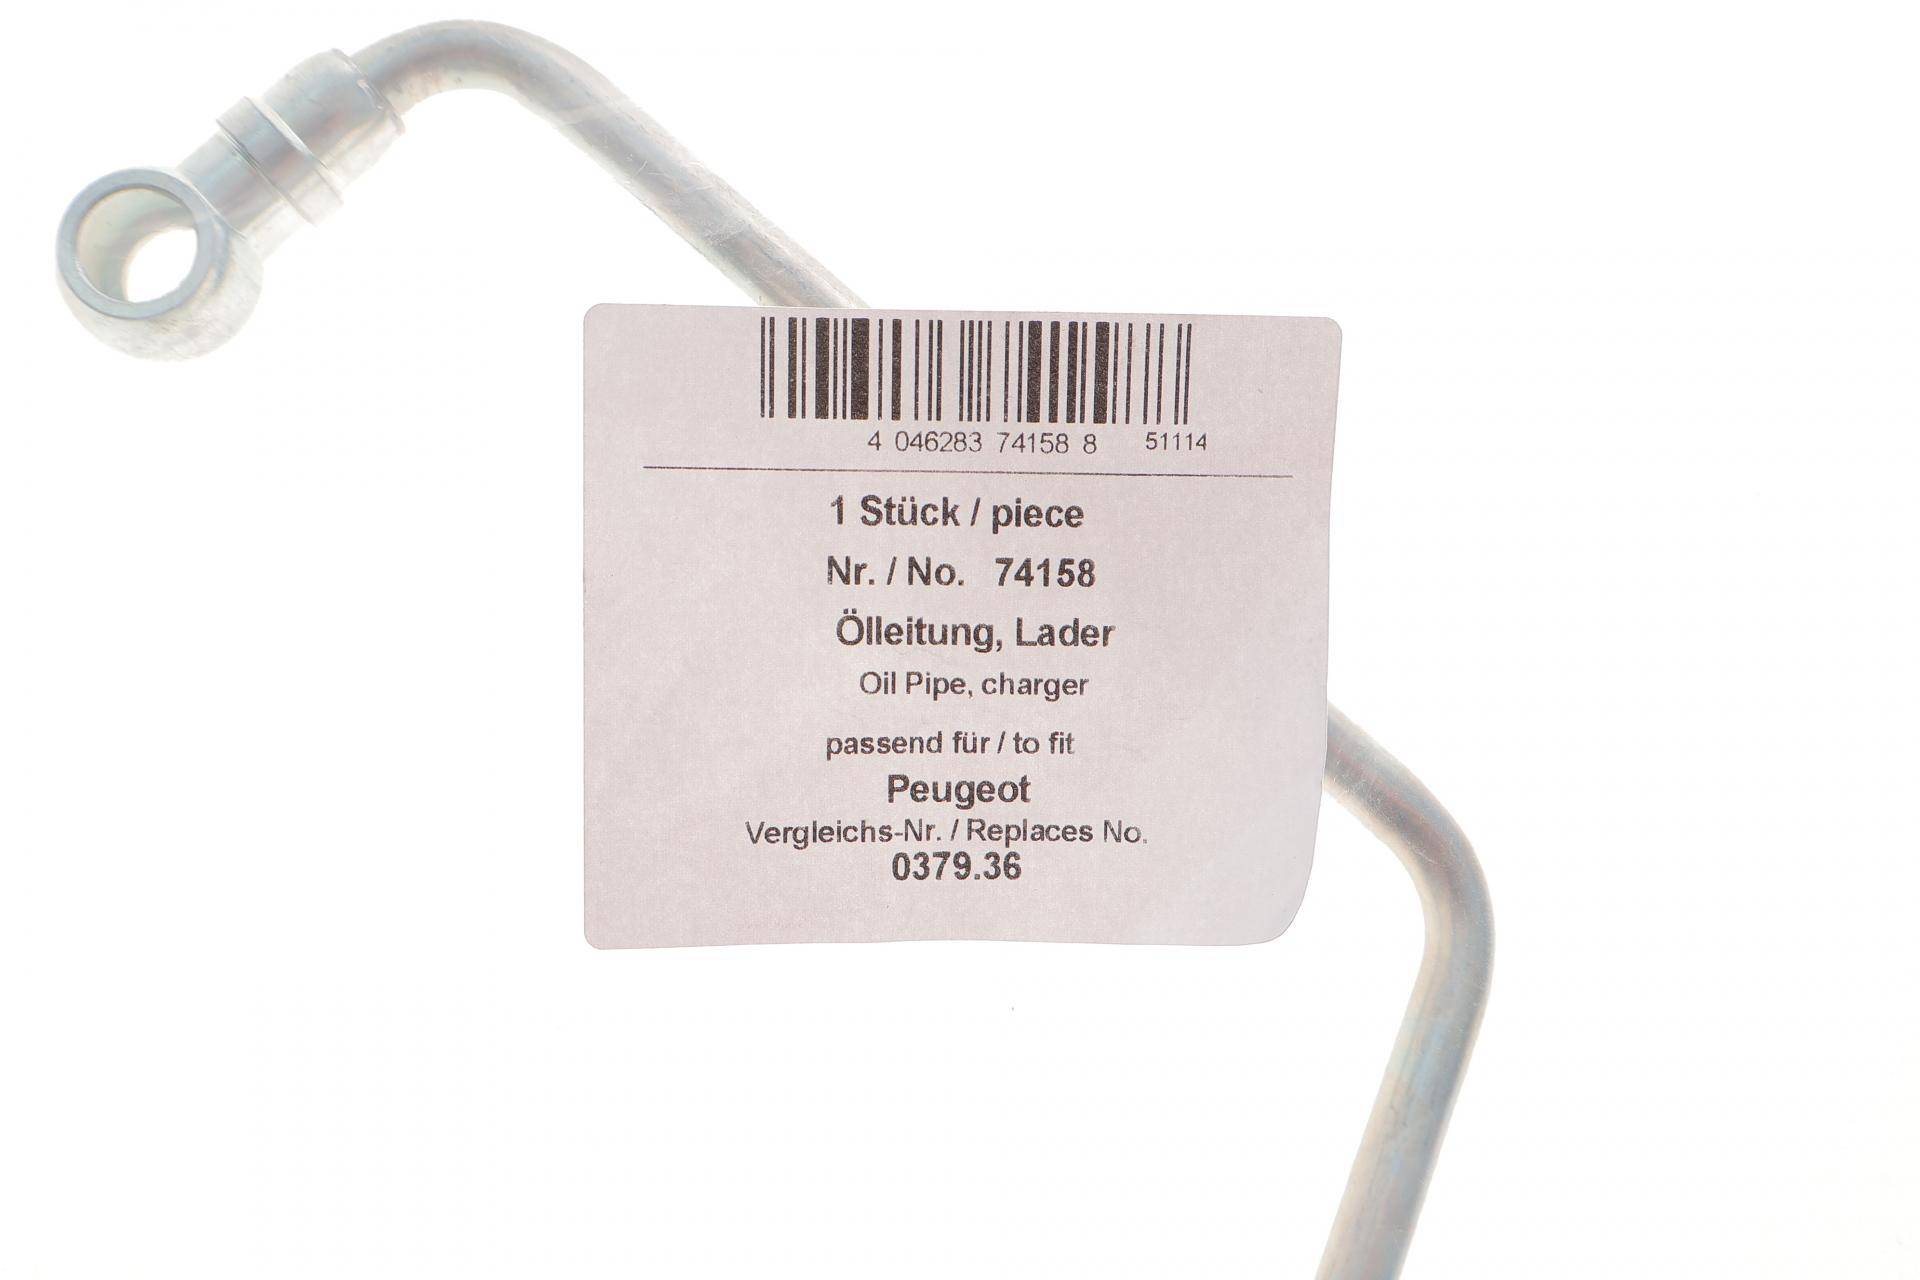 4 046283 74158 8 51114
1 Stück / piece
Nr. / No. 74158
Ölleitung, Lader
Oil Pipe, charger
passend für / to fit
Peugeot
Vergleichs-Nr. / Replaces No.
0379.36